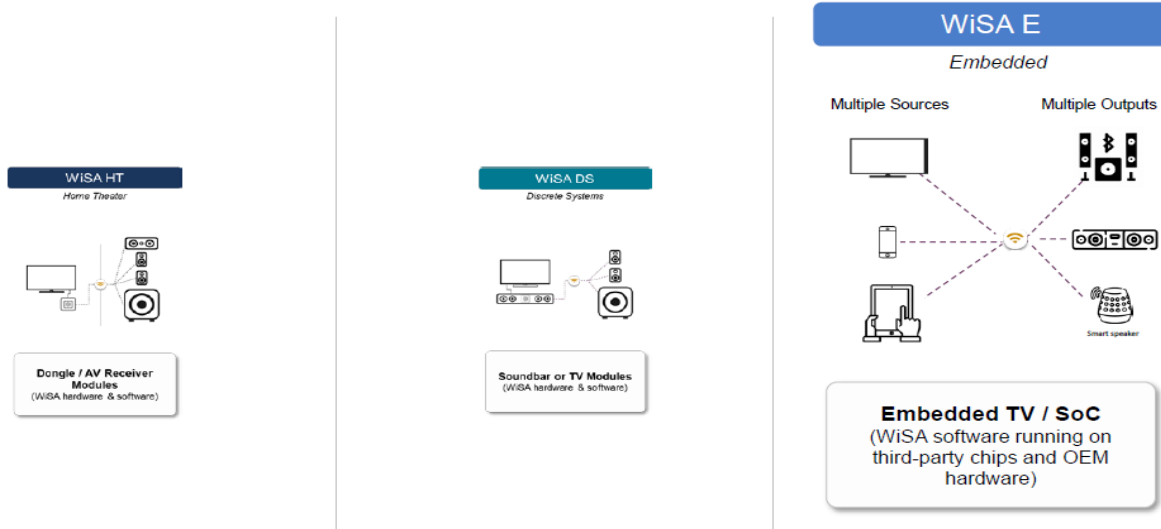 WiSA HT
Home Theater
Dongle / AV Receiver
Modules
(WiSA hardware & software)
WiSA DS
Discrete Systems
Soundbar or TV Modules
(WiSA hardware & software)
WiSA E
Embedded
Multiple Sources
Multiple Outputs
Smart speaker
Embedded TV / SoC
(WiSA software running on
third-party chips and OEM
hardware)